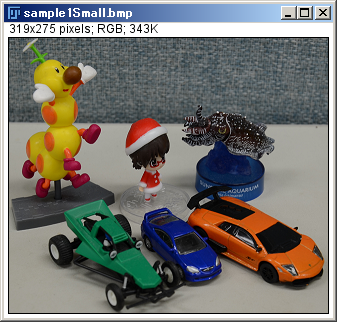 sample1Small.bmp
319x275 pixels; RGB; 343K
AQUARIUM